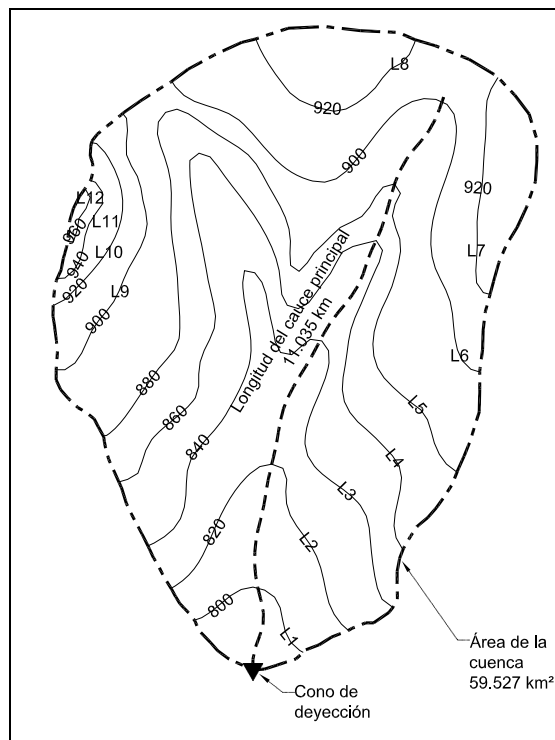 L8
920
900
920
L12
L11
960
L10
940
L7
920
L9
900
Longitud del cauce principal
11.035 km
L6
880
860
L5
840
L4
L3
820
L2
800
L1
Área de la
cuenca
59.527 km²
Cono de
deyección